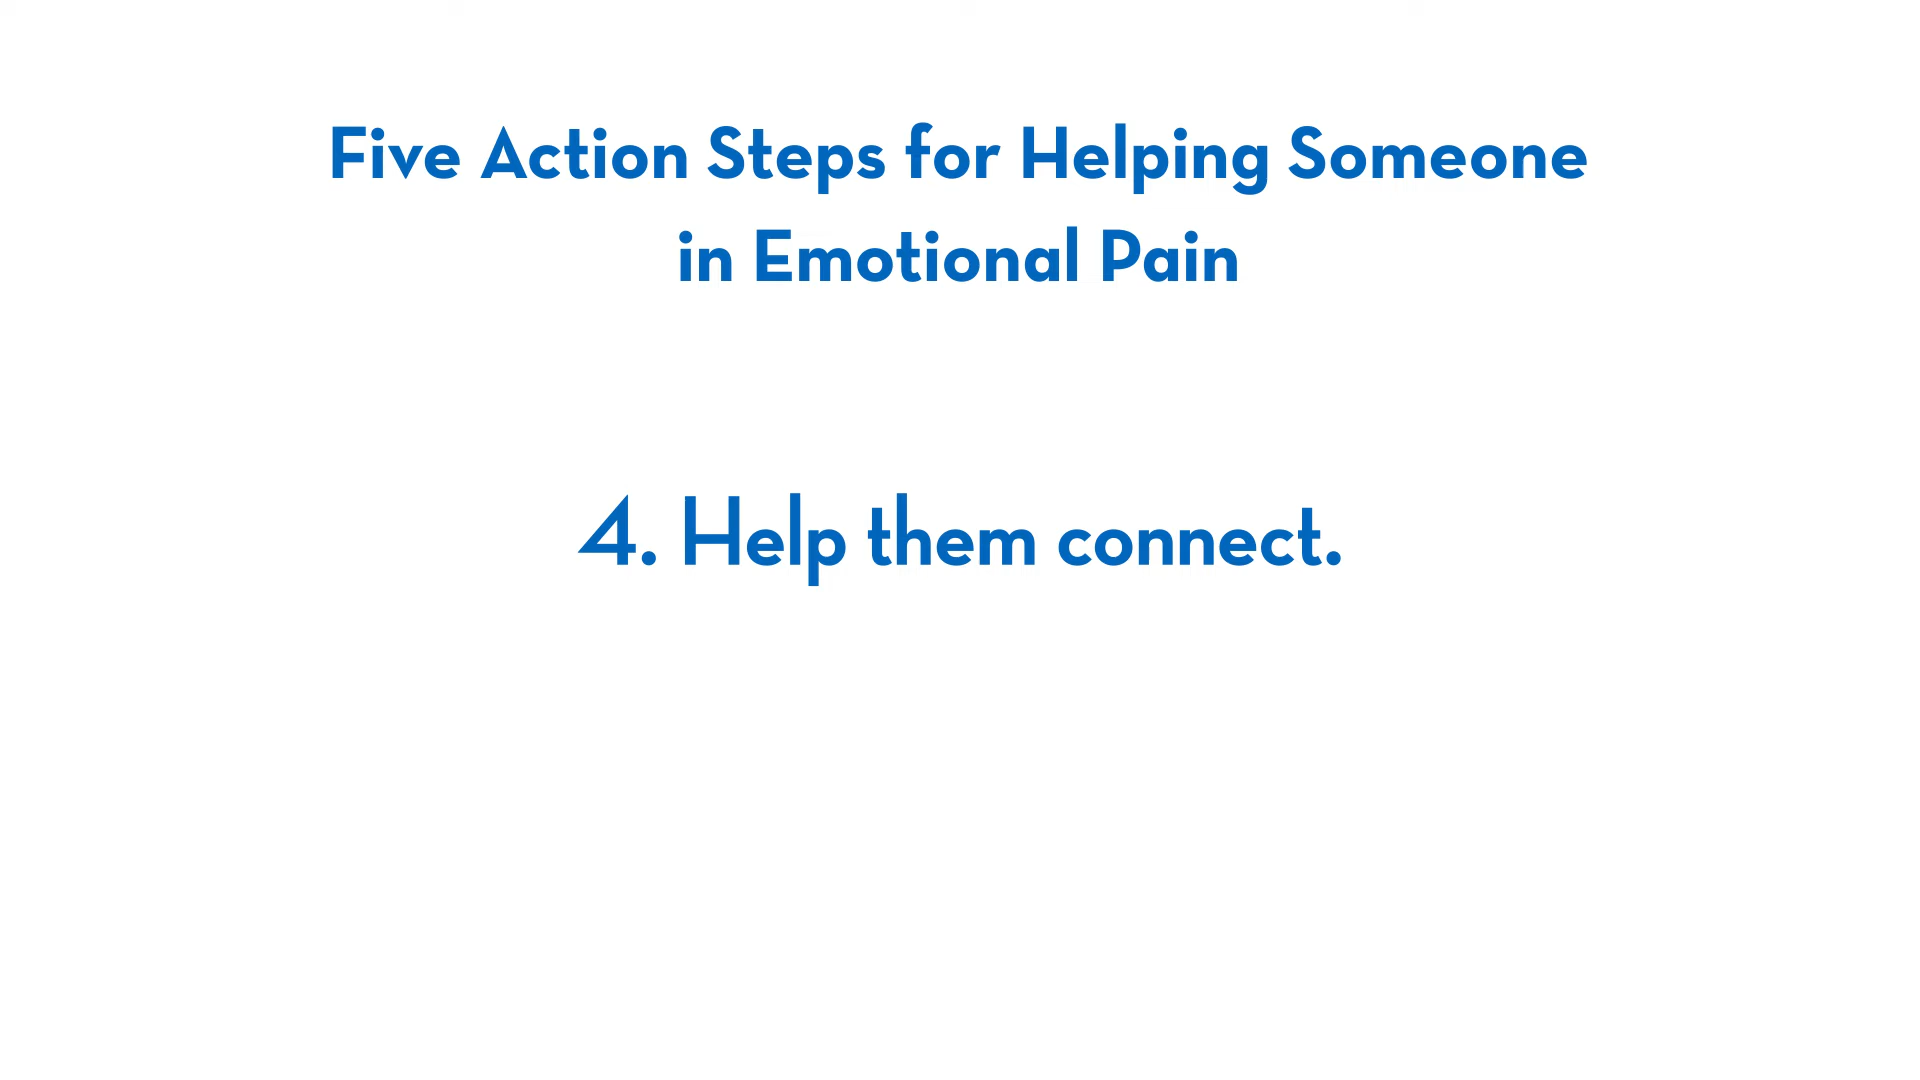 Five Action Steps for Helping Someone
in Emotional Pain
4. Help them connect.